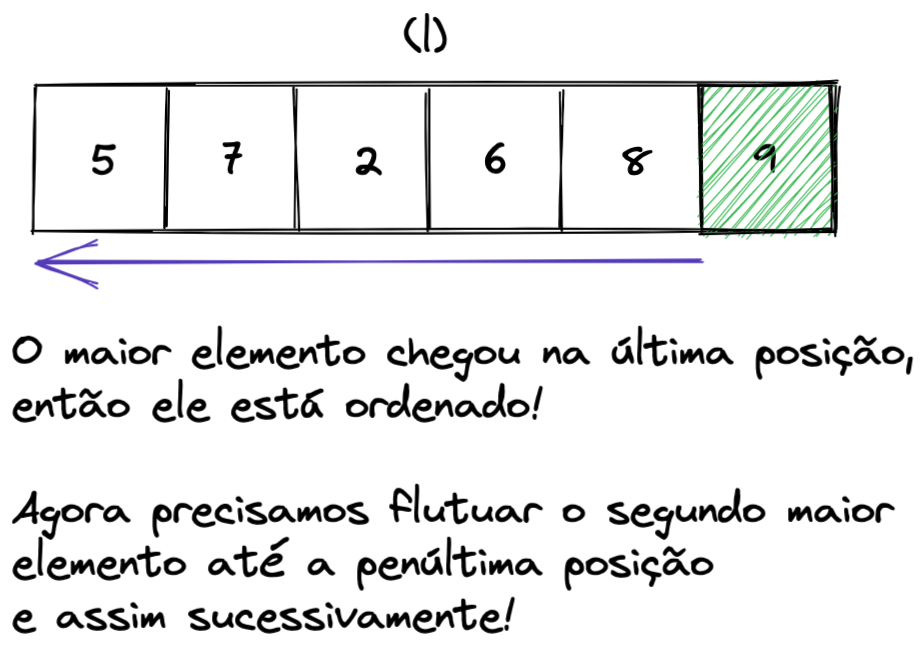 (l)
5 7 2 6 8 9
O maior elemento chegou na última posição,
então ele está ordenado!
Agora precisamos flutuar o segundo maior
elemento até a penúltima posição
e assim sucessivamente!